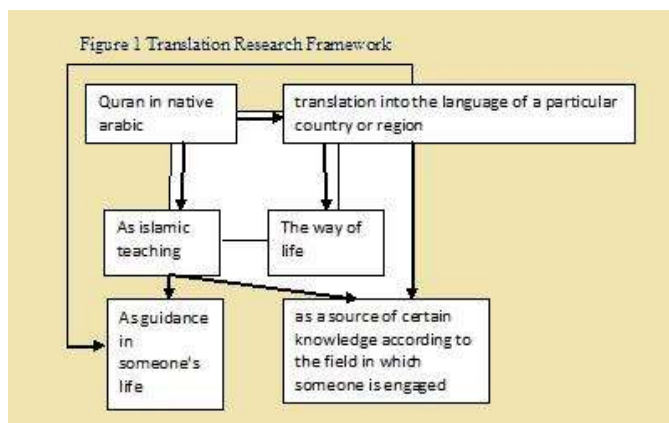 Figure 1 Translation Research Framework
Quran in native
arabic
translation into the language of a particular
country or region
As islamic
teaching
The way of
life
As guidance
in
someone's
life
as a source of certain
knowledge according to
the field in which
someone is engaged